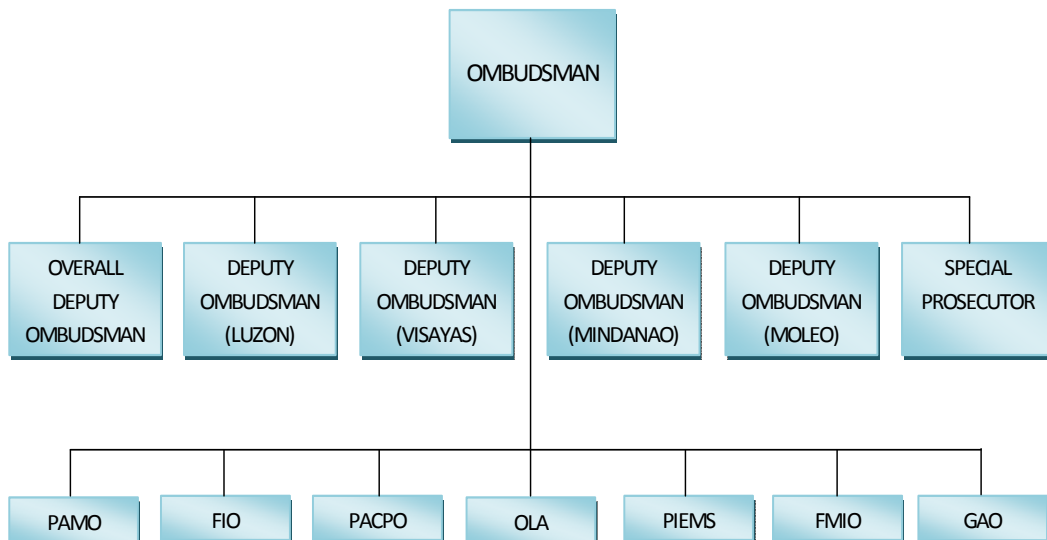 OMBUDSMAN
OVERALL
DEPUTY
OMBUDSMAN
DEPUTY
OMBUDSMAN
(LUZON)
DEPUTY
OMBUDSMAN
(VISAYAS)
DEPUTY
OMBUDSMAN
(MINDANAO)
DEPUTY
OMBUDSMAN
(MOLEO)
SPECIAL
PROSECUTOR
PAMO
FIO
PACPO
OLA
PIEMS
FMIO
GAO